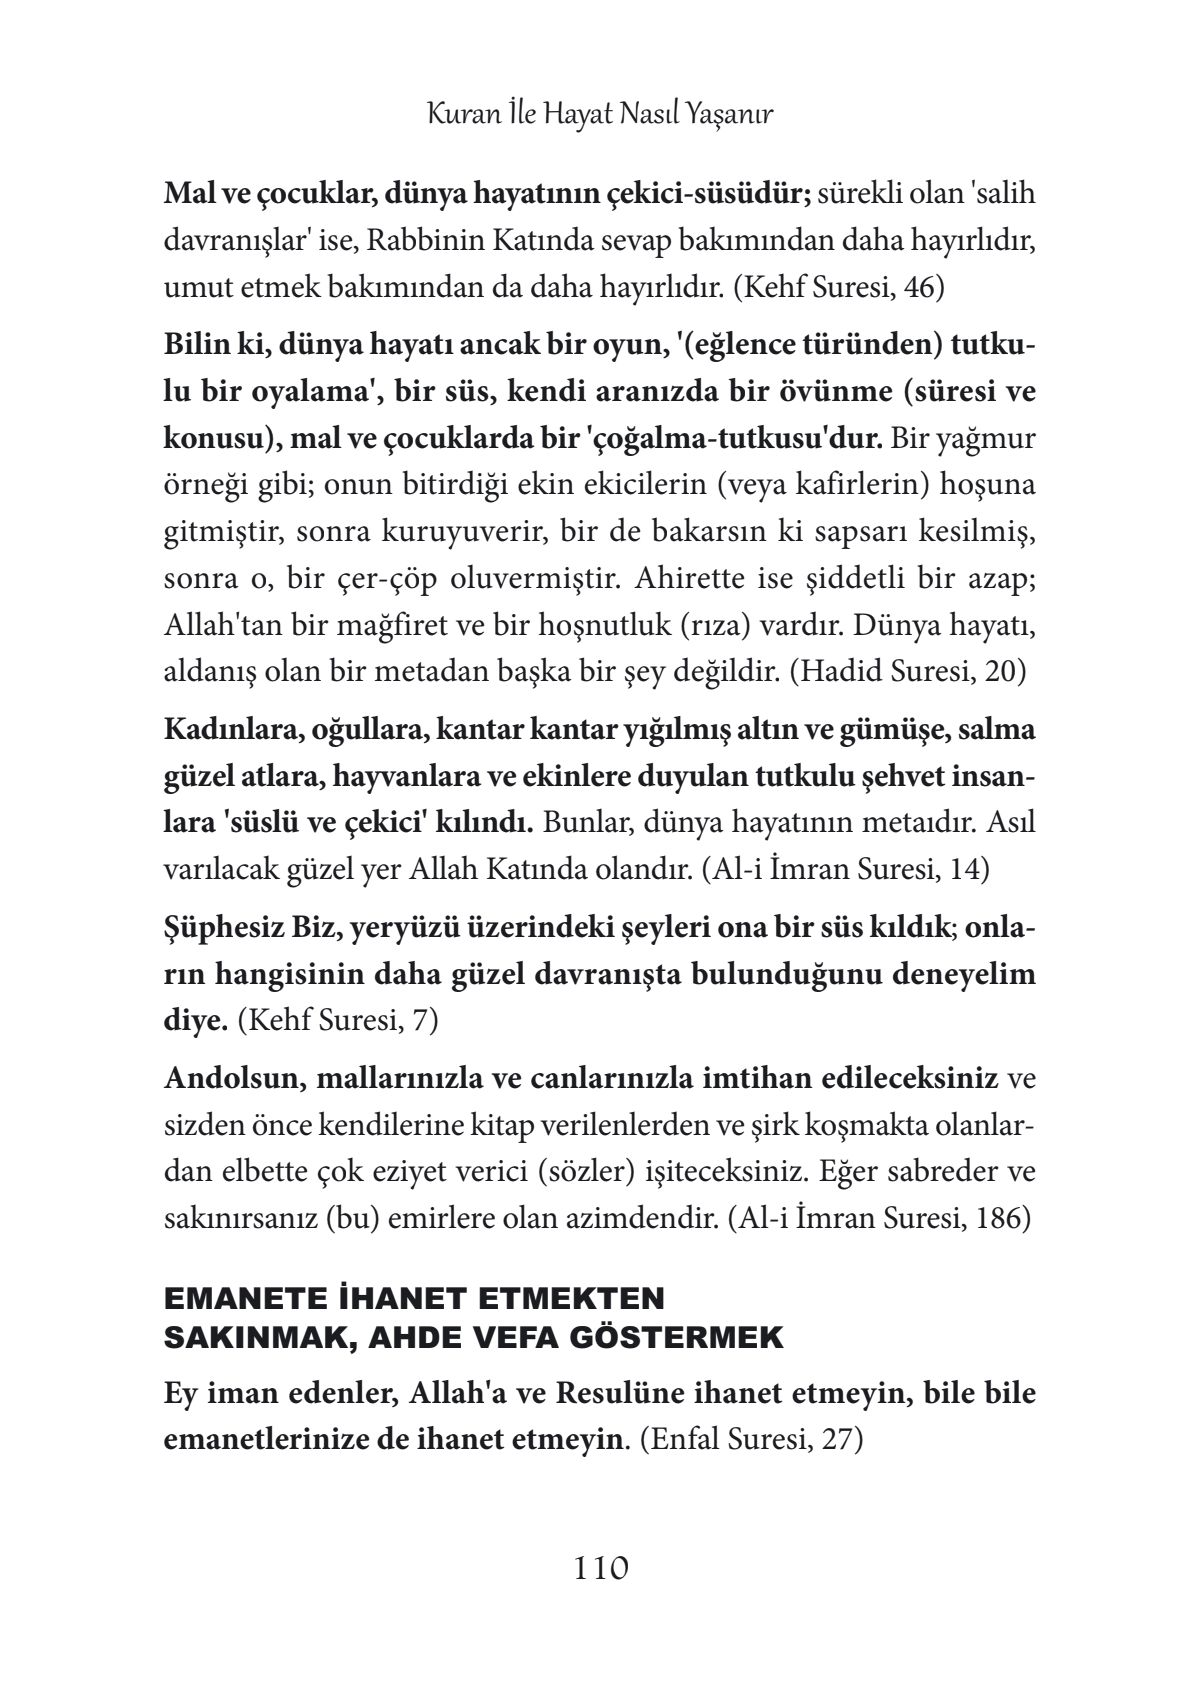 Kuran İle Hayat Nasıl Yaşanır
Mal ve çocuklar, dünya hayatının çekici-süsüdür; sürekli olan 'salih
davranışlar' ise, Rabbinin Katında sevap bakımından daha hayırlıdır,
umut etmek bakımından da daha hayırlıdır. (Kehf Suresi, 46)
Bilin ki, dünya hayatı ancak bir oyun, '(eğlence türünden) tutku-
lu bir oyalama', bir süs, kendi aranızda bir övünme (süresi ve
konusu), mal ve çocuklarda bir 'çoğalma-tutkusu'dur. Bir yağmur
örneği gibi; onun bitirdiği ekin ekicilerin (veya kafirlerin) hoşuna
gitmiştir, sonra kuruyuverir, bir de bakarsın ki sapsarı kesilmiş,
sonra o, bir çer-çöp oluvermiştir. Ahirette ise şiddetli bir azap;
Allah'tan bir mağfiret ve bir hoşnutluk (rıza) vardır. Dünya hayatı,
aldanış olan bir metadan başka bir şey değildir. (Hadid Suresi, 20)
Kadınlara, oğullara, kantar kantar yığılmış altın ve gümüşe, salma
güzel atlara, hayvanlara ve ekinlere duyulan tutkulu şehvet insan-
lara 'süslü ve çekici' kılındı. Bunlar, dünya hayatının metaıdır. Asıl
varılacak güzel yer Allah Katında olandır. (Al-i İmran Suresi, 14)
Şüphesiz Biz, yeryüzü üzerindeki şeyleri ona bir süs kıldık; onla-
rın hangisinin daha güzel davranışta bulunduğunu deneyelim
diye. (Kehf Suresi, 7)
Andolsun, mallarınızla ve canlarınızla imtihan edileceksiniz ve
sizden önce kendilerine kitap verilenlerden ve şirk koşmakta olanlar-
dan elbette çok eziyet verici (sözler) işiteceksiniz. Eğer sabreder ve
sakınırsanız (bu) emirlere olan azimdendir. (Al-i İmran Suresi, 186)
EMANETE İHANET ETMEKTEN
SAKINMAK, AHDE VEFA GÖSTERMEK
Ey iman edenler, Allah'a ve Resulüne ihanet etmeyin, bile bile
emanetlerinize de ihanet etmeyin. (Enfal Suresi, 27)
110